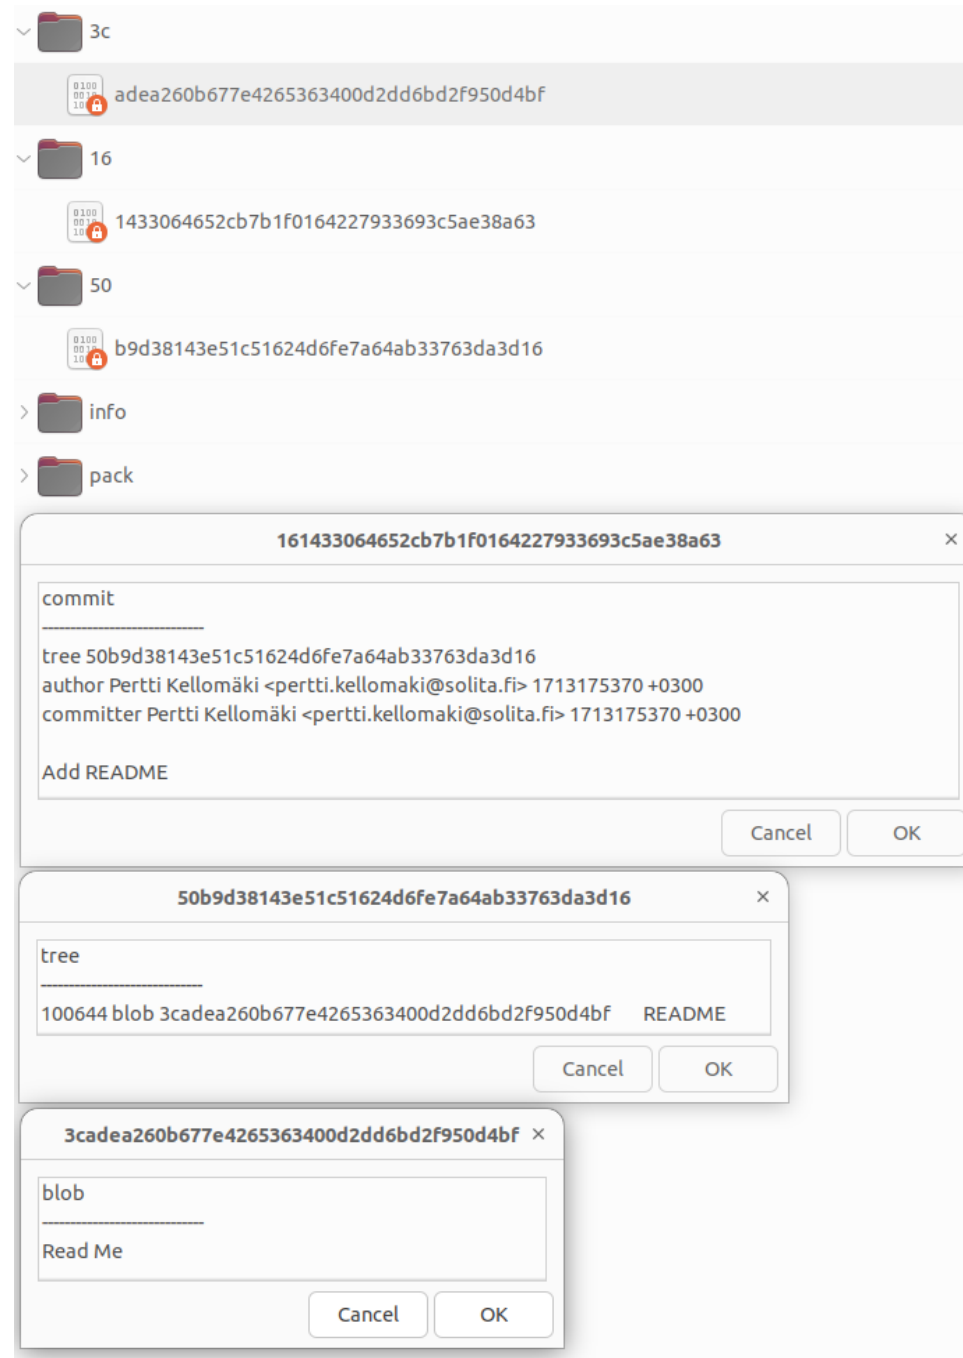 3c
adea260b677e4265363400d2dd6bd2f950d4bf
16
1433064652cb7b1f0164227933693c5ae38a63
50
b9d38143e51c51624d6fe7a64ab33763da3d16
info
pack
161433064652cb7b1f0164227933693c5ae38a63
commit
----------------------------
tree 50b9d38143e51c51624d6fe7a64ab33763da3d16
author Pertti Kellomäki <pertti.kellomaki@solita.fi> 1713175370 +0300
committer Pertti Kellomäki <pertti.kellomaki@solita.fi> 1713175370 +0300
Add README
Cancel OK
50b9d38143e51c51624d6fe7a64ab33763da3d16
tree
----------------------------
100644 blob 3cadea260b677e4265363400d2dd6bd2f950d4bf README
Cancel OK
3cadea260b677e4265363400d2dd6bd2f950d4bf
blob
----------------------------
Read Me
Cancel OK